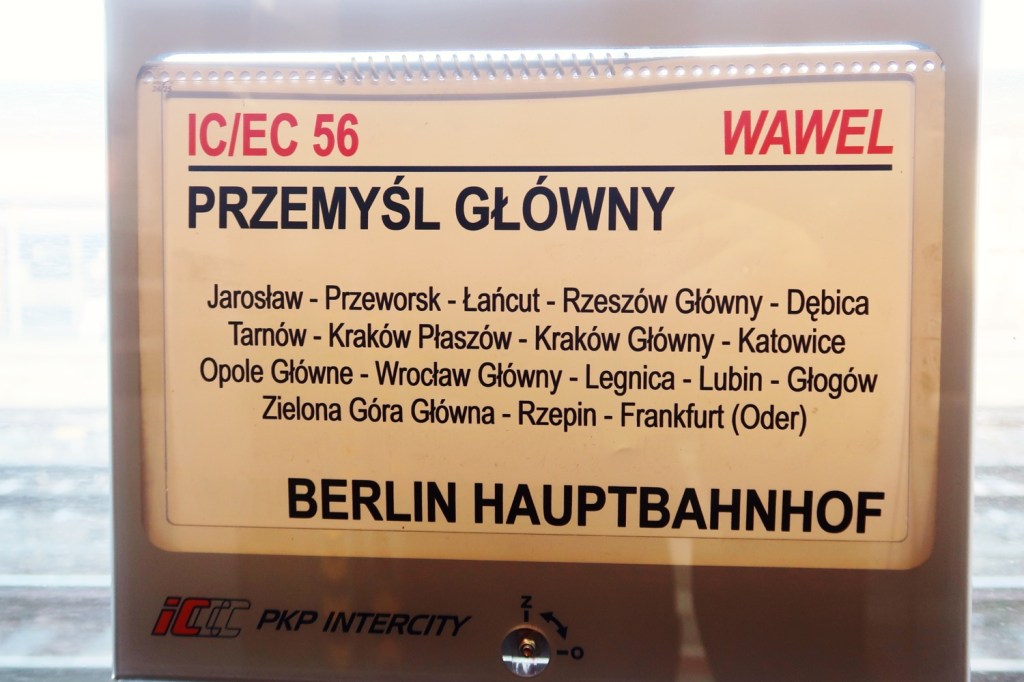 IC/EC 56 WAWEL
PRZEMYŚL GŁÓWNY
Jarosław - Przeworsk - Łańcut - Rzeszów Główny - Dębica
Tarnów - Kraków Płaszów - Kraków Główny - Katowice
Opole Główne - Wrocław Główny - Legnica - Lubin - Głogów
Zielona Góra Główna - Rzepin - Frankfurt (Oder)
BERLIN HAUPTBAHNHOF
iCCC PKP INTERCITY
Z
O